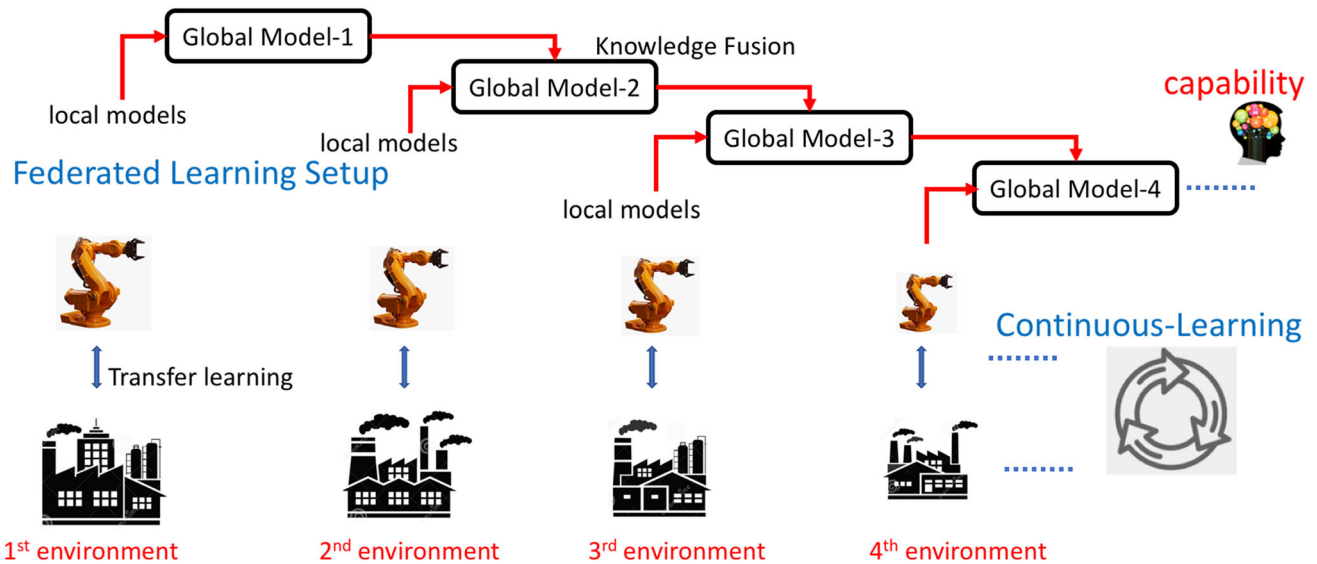 Global Model-1
Knowledge Fusion
Global Model-2
capability
local models
local models
Global Model-3
Federated Learning Setup
Global Model-4
local models
Continuous-Learning
Transfer learning
1st environment
2nd environment
3rd environment
4th environment